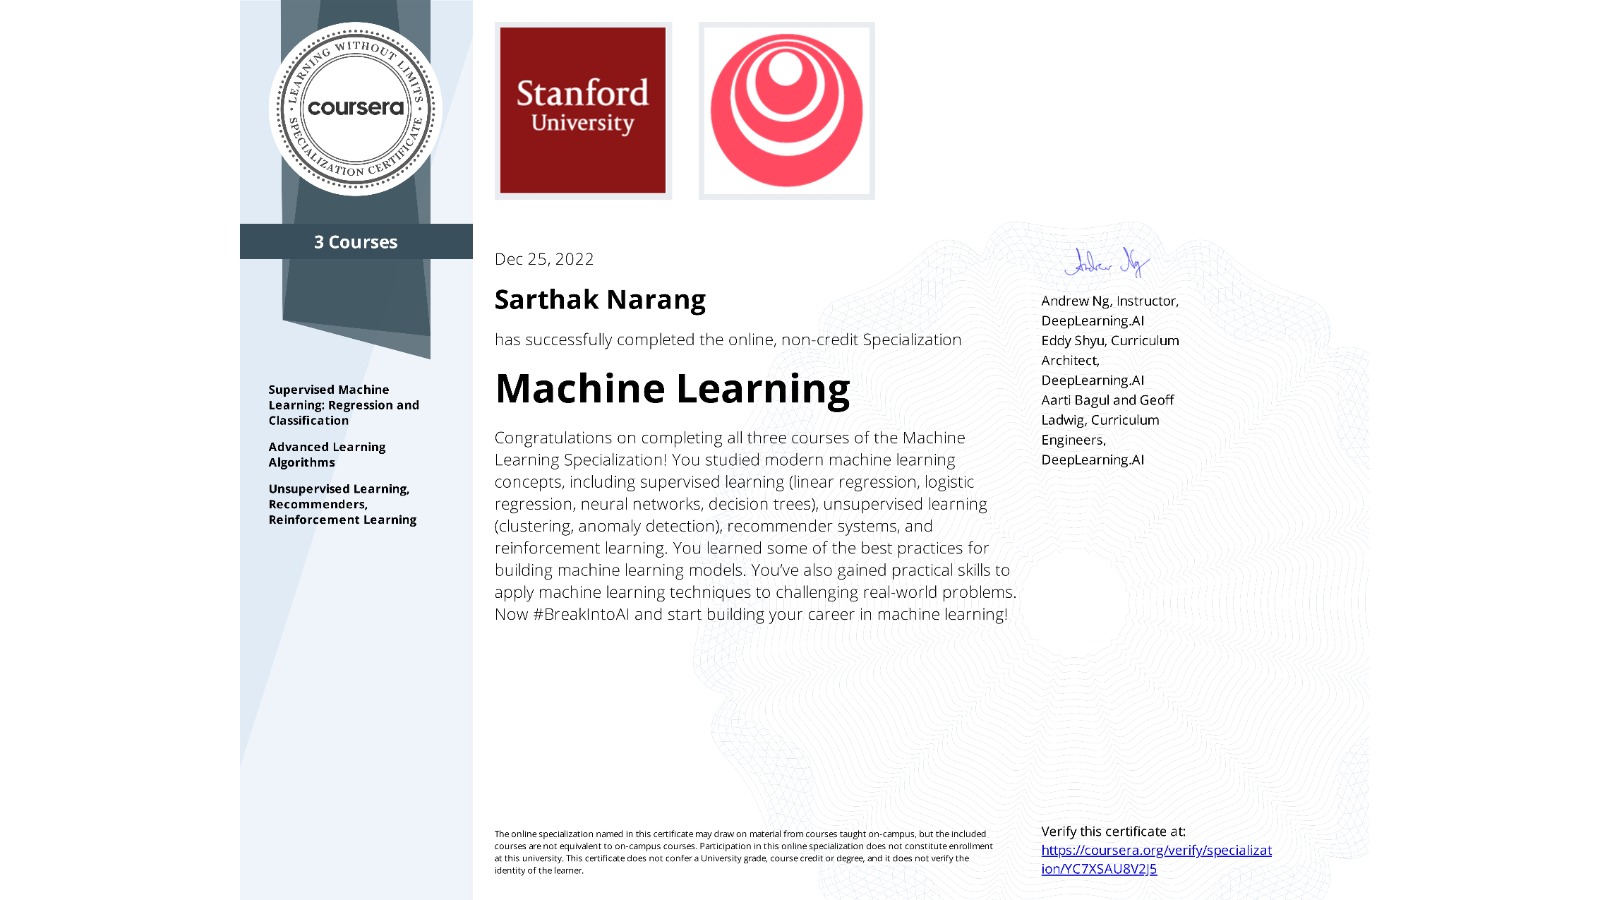 LEARNING WITHOUT LIMITS
coursera
SPECIALIZATION CERTIFICATE
3 Courses
Supervised Machine
Learning: Regression and
Classification
Advanced Learning
Algorithms
Unsupervised Learning,
Recommenders,
Reinforcement Learning
Stanford
University
Dec 25, 2022
Sarthak Narang
has successfully completed the online, non-credit Specialization
Machine Learning
Congratulations on completing all three courses of the Machine
Learning Specialization! You studied modern machine learning
concepts, including supervised learning (linear regression, logistic
regression, neural networks, decision trees), unsupervised learning
(clustering, anomaly detection), recommender systems, and
reinforcement learning. You learned some of the best practices for
building machine learning models. You’ve also gained practical skills to
apply machine learning techniques to challenging real-world problems.
Now #BreakIntoAI and start building your career in machine learning!
Andrew Ng
Andrew Ng, Instructor,
DeepLearning.AI
Eddy Shyu, Curriculum
Architect,
DeepLearning.AI
Aarti Bagul and Geoff
Ladwig, Curriculum
Engineers,
DeepLearning.AI
The online specialization named in this certificate may draw on material from courses taught on-campus, but the included
courses are not equivalent to on-campus courses. Participation in this online specialization does not constitute enrollment
at this university. This certificate does not confer a University grade, course credit or degree, and it does not verify the
identity of the learner.
Verify this certificate at:
https://coursera.org/verify/specializat
ion/YC7XSAU8V2J5